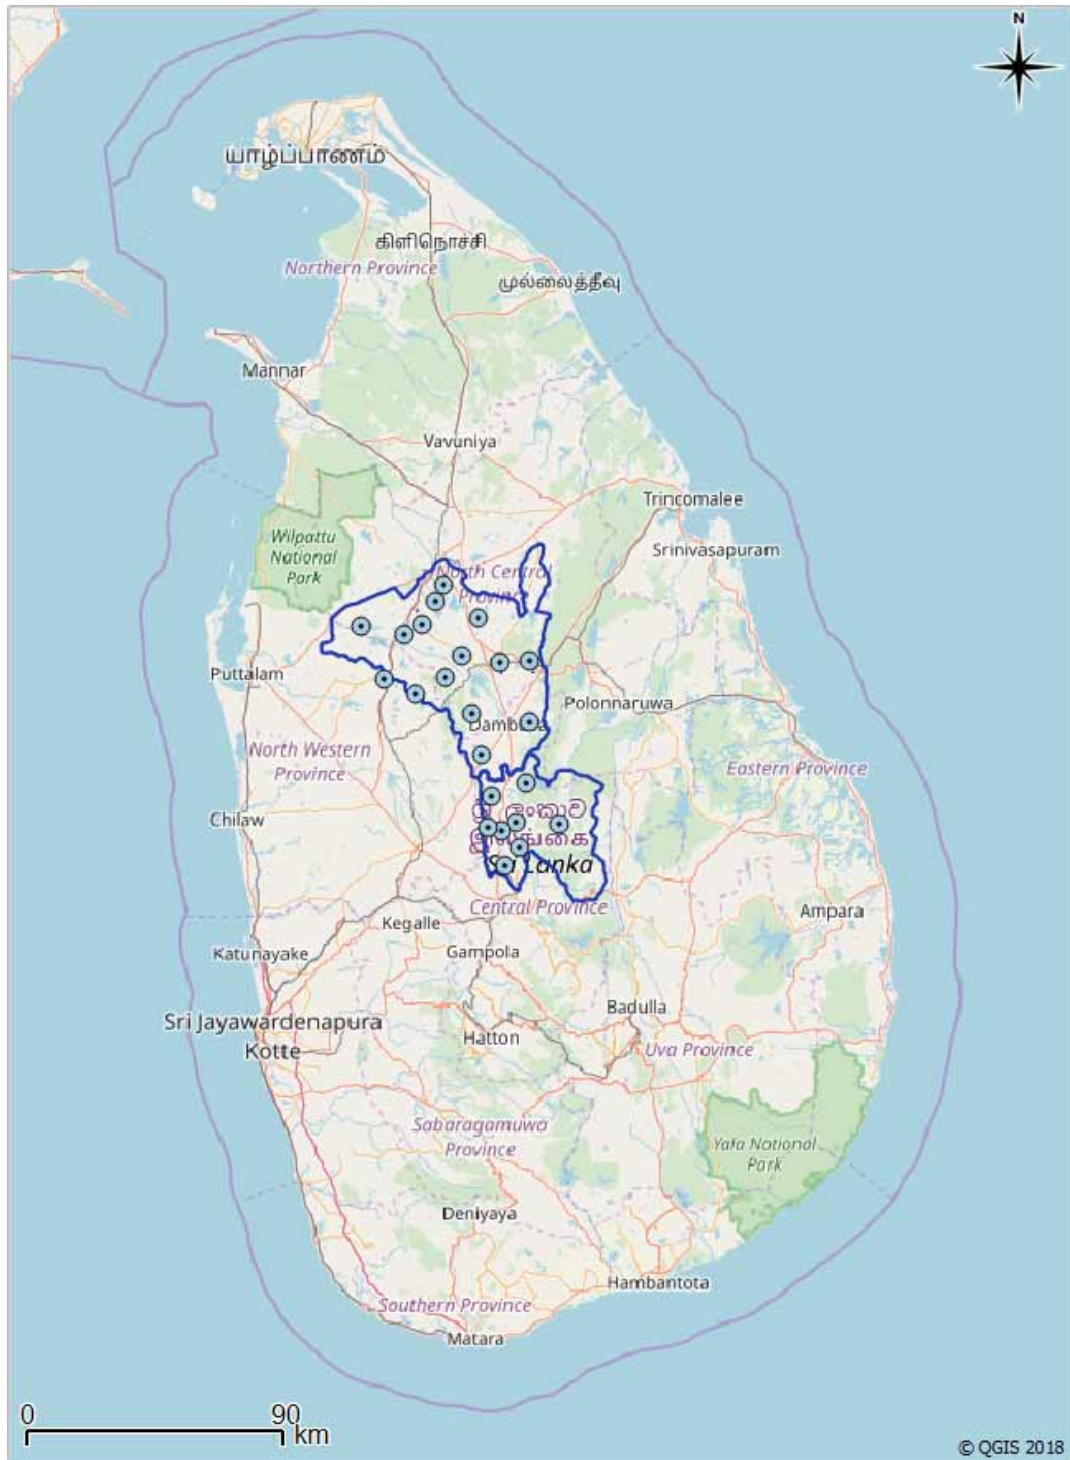 N
யாழ்ப்பாணம்
கிளிநொச்சி
Northern Province
முல்லைத்தீவு
Mannar
Vavuniya
Trincomalee
Srinivasapuram
Wilpattu
National
Park
North Central
Province
Puttalam
Polonnaruwa
North Western
Province
Eastern Province
Chilaw
ශ්‍රී ලංකාව
இலங்கை
Sri Lanka
Central Province
Kegalle
Ampara
Gampola
Katunayake
Badulla
Sri Jayawardenapura
Kotte
Hatton
Uva Province
Sabaragamuwa
Province
Yala National
Park
Deniyaya
Hambantota
Southern Province
Matara
0 90
km
© QGIS 2018